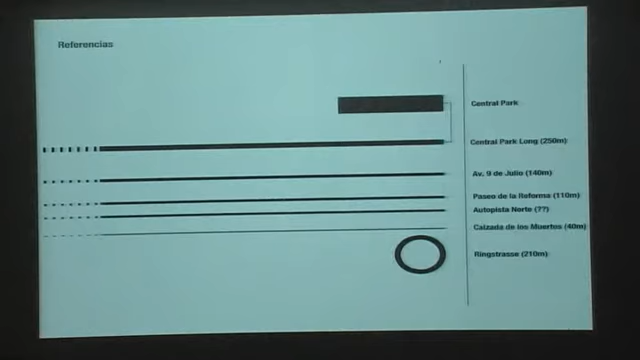 Referencias
Central Park
Central Park Long (250m)
Av. 9 de Julio (140m)
Paseo de la Reforma (110m)
Autopista Norte (??)
Calzada de los Muertos (40m)
Ringstrasse (210m)